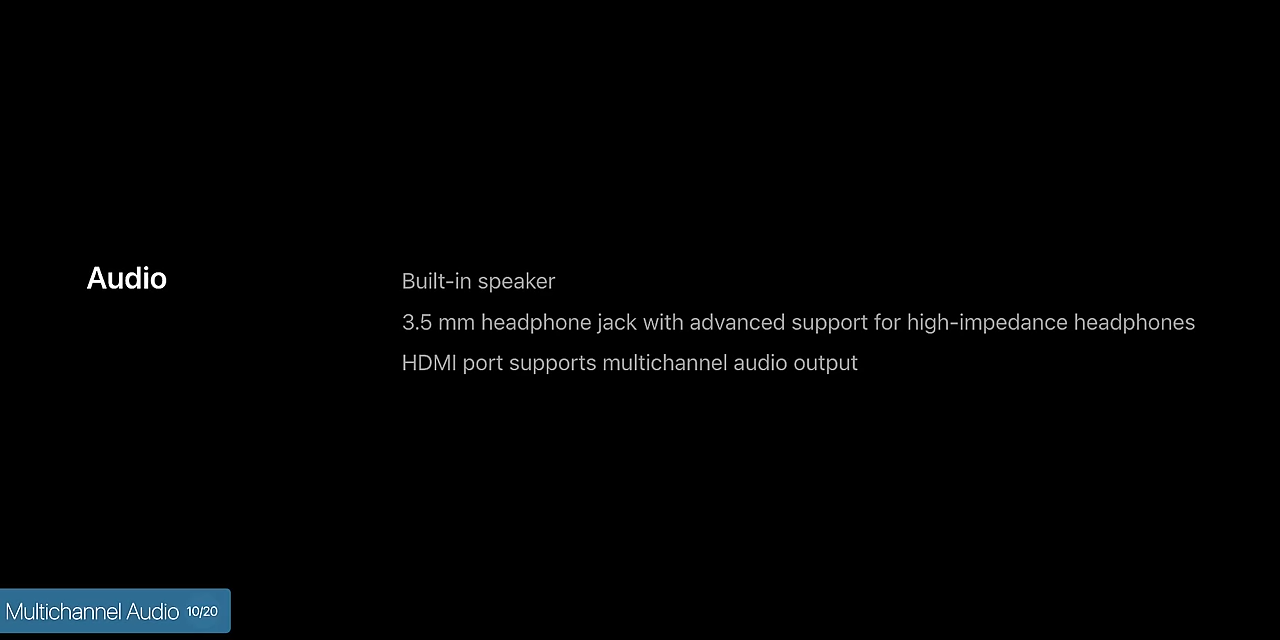 Audio
Built-in speaker
3.5 mm headphone jack with advanced support for high-impedance headphones
HDMI port supports multichannel audio output
Multichannel Audio 10/20